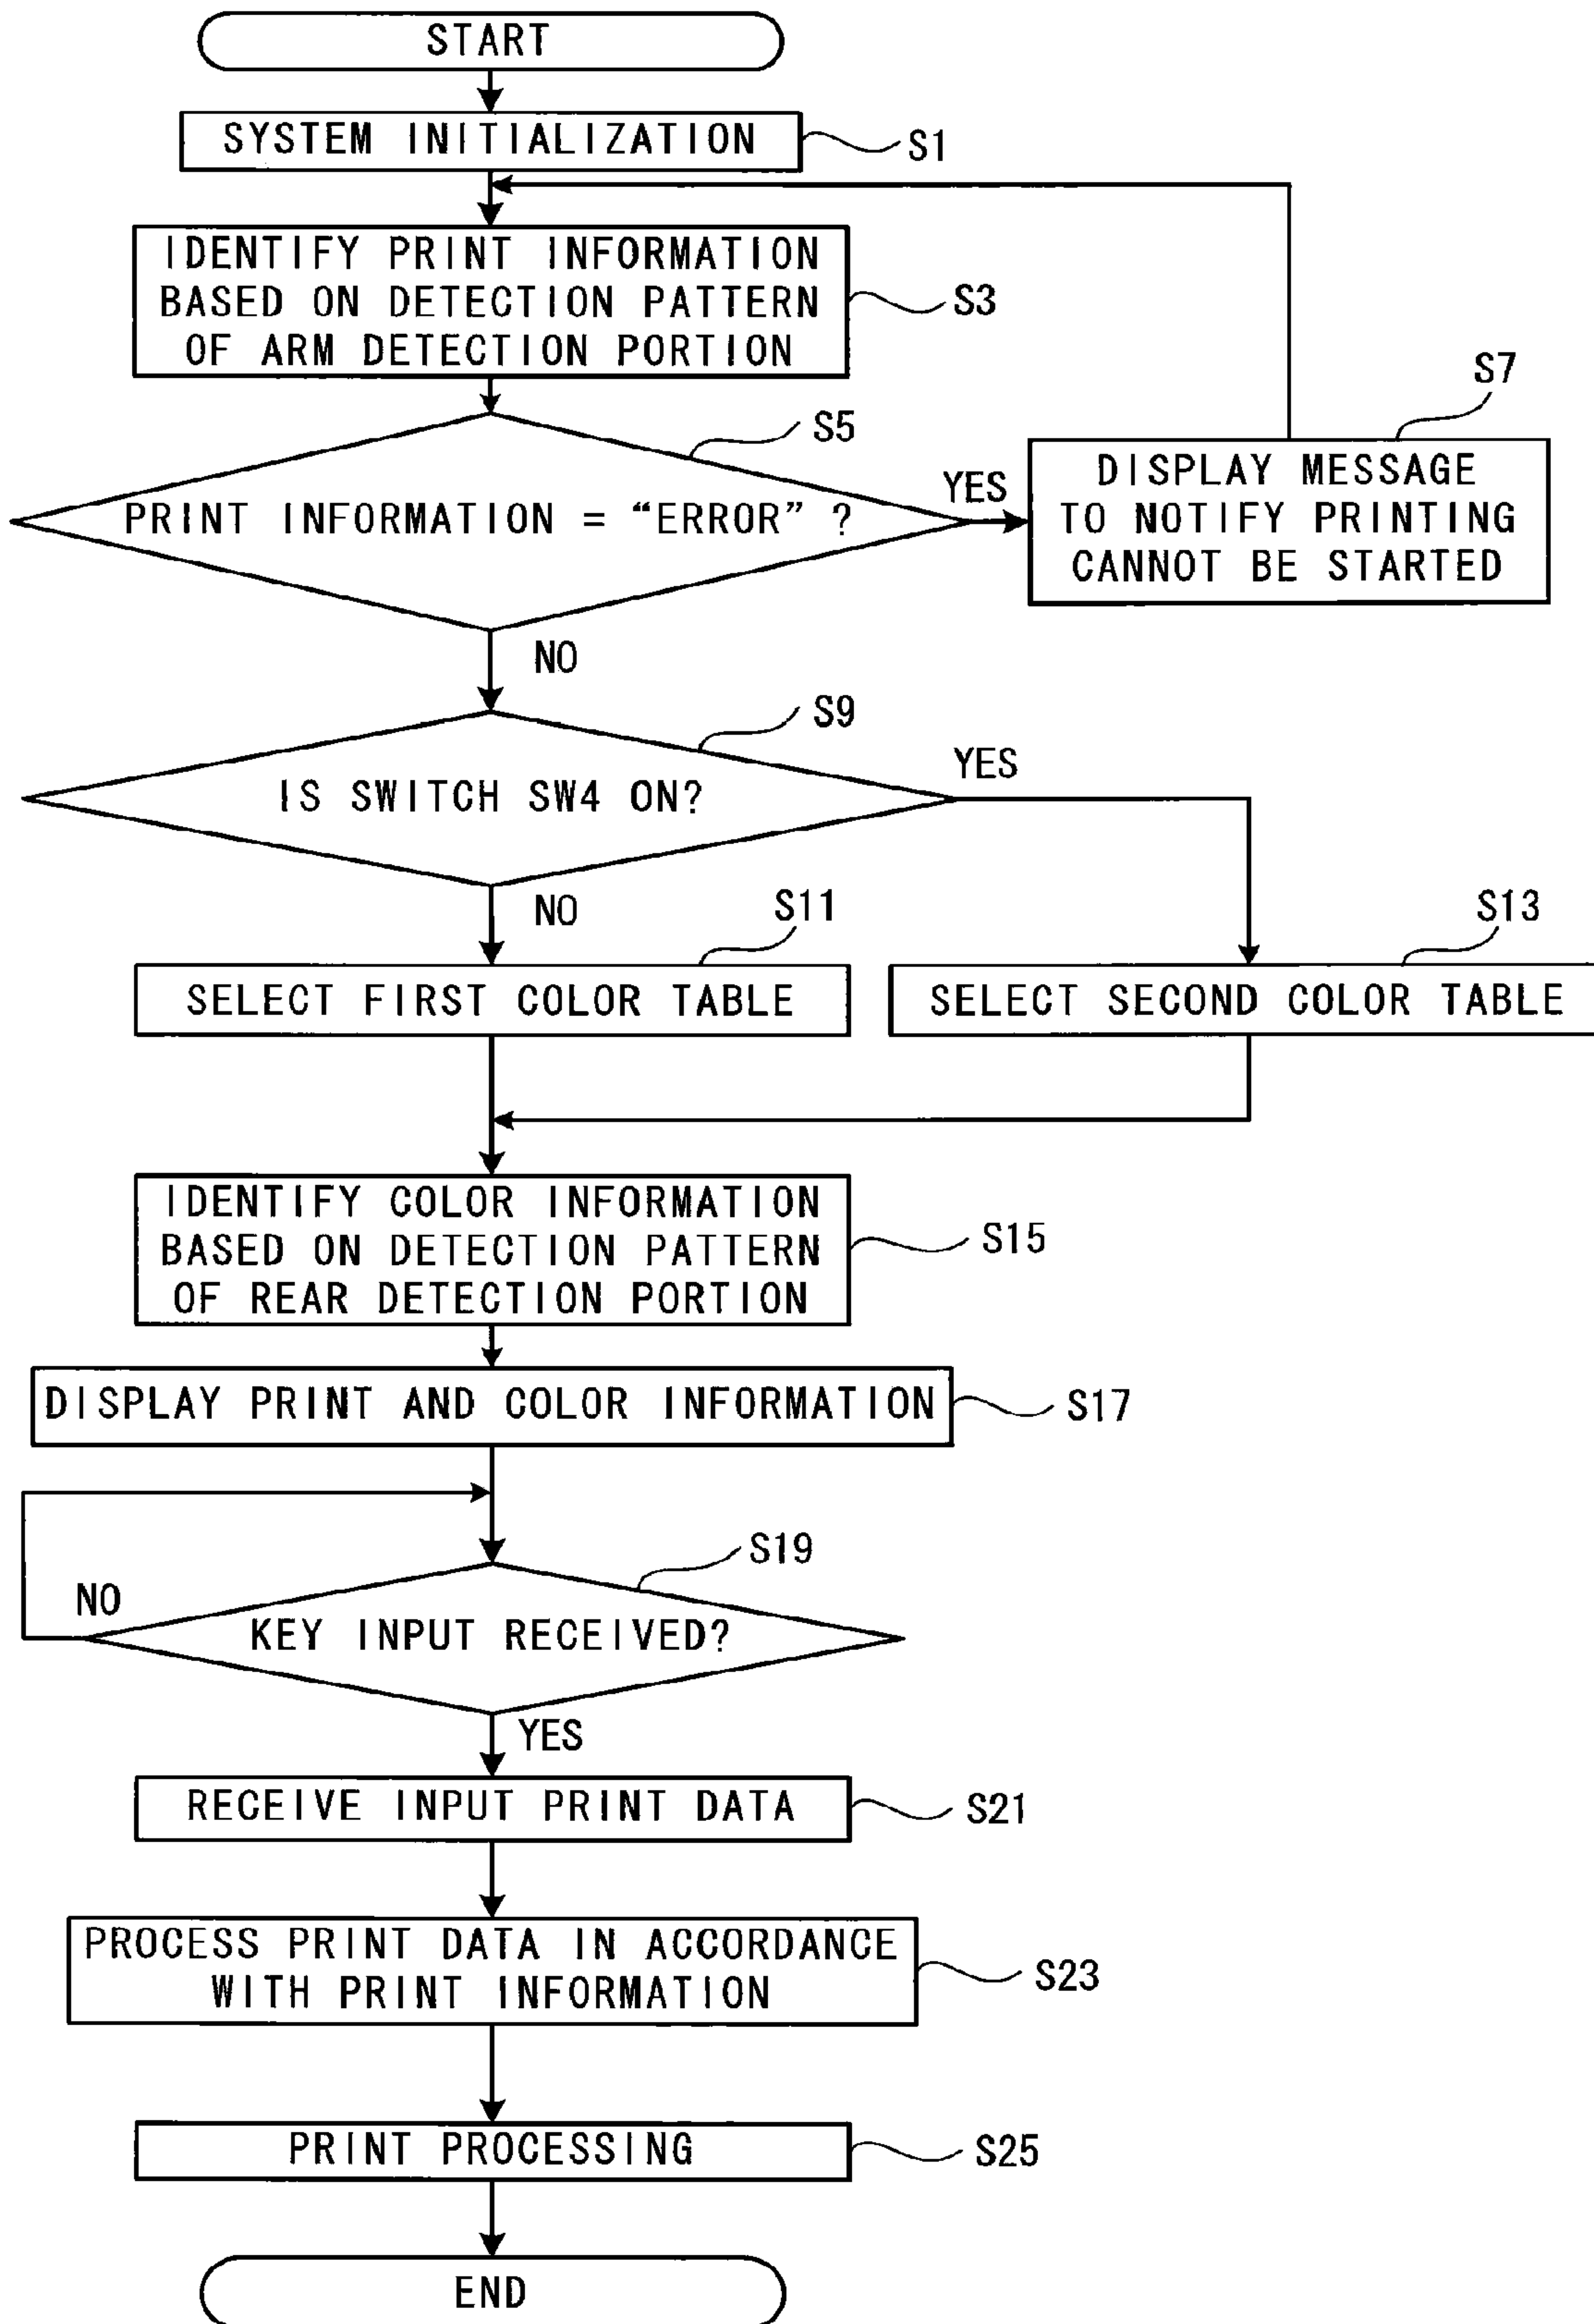 START
SYSTEM INITIALIZATION
S1
IDENTIFY PRINT INFORMATION
BASED ON DETECTION PATTERN
OF ARM DETECTION PORTION
S3
S7
S5
PRINT INFORMATION = “ERROR” ?
YES
DISPLAY MESSAGE
TO NOTIFY PRINTING
CANNOT BE STARTED
NO
S9
IS SWITCH SW4 ON?
YES
NO
S11
S13
SELECT FIRST COLOR TABLE
SELECT SECOND COLOR TABLE
IDENTIFY COLOR INFORMATION
BASED ON DETECTION PATTERN
OF REAR DETECTION PORTION
S15
DISPLAY PRINT AND COLOR INFORMATION
S17
S19
NO
KEY INPUT RECEIVED?
YES
RECEIVE INPUT PRINT DATA
S21
PROCESS PRINT DATA IN ACCORDANCE
WITH PRINT INFORMATION
S23
PRINT PROCESSING
S25
END